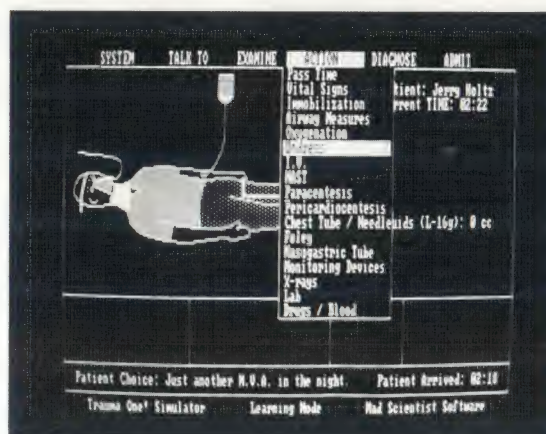 SYSTEM TALK TO EXAMINE ACTION DIAGNOSE ADMIT
Pass Time
Vital Signs
tient: Jerry Holtz
Immobilization
rrent TIME: 02:22
Airway Measures
Oxygenation
Undress
I.V.
MAST
Paracentesis
Pericardiocentesis
Chest Tube / Needle
uids (L-16g): 0 cc
Foley
Nasogastric Tube
Monitoring Devices
X-rays
Lab
Drugs / Blood
Patient Choice: Just another M.V.A. in the night. Patient Arrived: 02:10
Trauma One' Simulator Learning Mode Mad Scientist Software